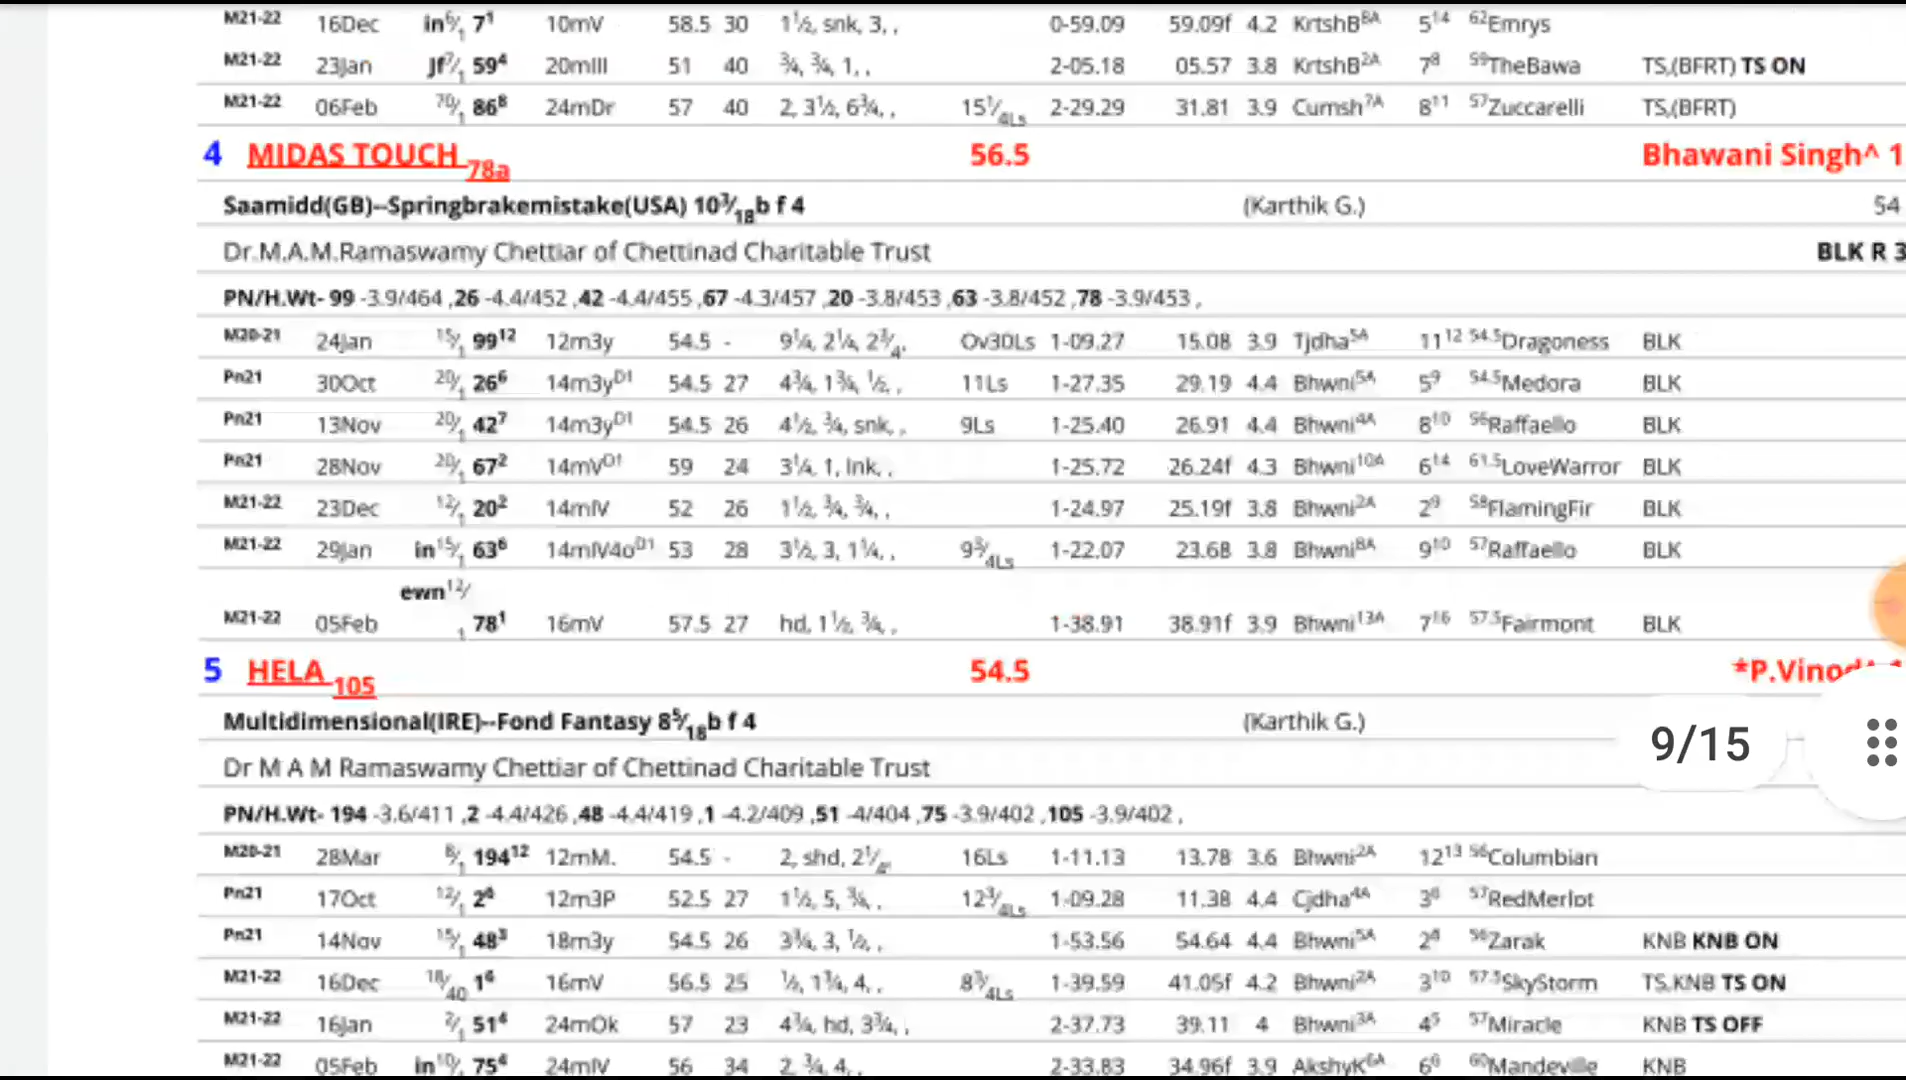 M21-22 16Dec in6/1 7¹ 10mV 58.5 30 1½, snk, 3, , 0-59.09 59.09f 4.2 KrtshB8A 5¹⁴ 62Emrys
M21-22 23Jan Jf7/1 59⁴ 20mIII 51 40 ¾, ¾, 1, , 2-05.18 05.57 3.8 KrtshB2A 7⁸ 59TheBawa TS,(BFRT) TS ON
M21-22 06Feb 70/1 86⁸ 24mDr 57 40 2, 3½, 6¾, , 15¼Ls 2-29.29 31.81 3.9 Cumsh7A 8¹¹ 57Zuccarelli TS,(BFRT)
4 MIDAS TOUCH 78a 56.5 Bhawani Singh^ 1
Saamidd(GB)--Springbrakemistake(USA) 10³/18 b f 4 (Karthik G.) 54
Dr.M.A.M.Ramaswamy Chettiar of Chettinad Charitable Trust BLK R 3
PN/H.Wt- 99 -3.9/464 ,26 -4.4/452 ,42 -4.4/455 ,67 -4.3/457 ,20 -3.8/453 ,63 -3.8/452 ,78 -3.9/453 ,
M20-21 24Jan 15/1 99¹² 12m3y 54.5 - 9¼, 2¼, 2¾, Ov30Ls 1-09.27 15.08 3.9 Tjdha5A 11¹² 54.5Dragoness BLK
Pn21 30Oct 20/1 26⁶ 14m3yD1 54.5 27 4¾, 1¾, ½, , 11Ls 1-27.35 29.19 4.4 Bhwni5A 5⁹ 54.5Medora BLK
Pn21 13Nov 20/1 42⁷ 14m3yD1 54.5 26 4½, ¾, snk, , 9Ls 1-25.40 26.91 4.4 Bhwni4A 8¹⁰ 56Raffaello BLK
Pn21 28Nov 20/1 67² 14mVD1 59 24 3¼, 1, lnk, , 1-25.72 26.24f 4.3 Bhwni10A 6¹⁴ 61.5LoveWarror BLK
M21-22 23Dec 12/1 20² 14mIV 52 26 1½, ¾, ¾, , 1-24.97 25.19f 3.8 Bhwni2A 2⁹ 58FlamingFir BLK
M21-22 29Jan in15/1 63⁶ 14mIV4oD1 53 28 3½, 3, 1¼, , 9¾Ls 1-22.07 23.68 3.8 Bhwni8A 9¹⁰ 57Raffaello BLK
ewn12/
M21-22 05Feb 1 78¹ 16mV 57.5 27 hd, 1½, ¾, , 1-38.91 38.91f 3.9 Bhwni13A 7¹⁶ 57.5Fairmont BLK
5 HELA 105 54.5 *P.Vinod^ 1
Multidimensional(IRE)--Fond Fantasy 8⁵/18 b f 4 (Karthik G.)
9/15
Dr M A M Ramaswamy Chettiar of Chettinad Charitable Trust
PN/H.Wt- 194 -3.6/411 ,2 -4.4/426 ,48 -4.4/419 ,1 -4.2/409 ,51 -4/404 ,75 -3.9/402 ,105 -3.9/402 ,
M20-21 28Mar 8/1 194¹² 12mM. 54.5 - 2, shd, 2¼, 16Ls 1-11.13 13.78 3.6 Bhwni2A 12¹³ 56Columbian
Pn21 17Oct 12/1 2⁴ 12m3P 52.5 27 1½, 5, ¾, , 12¾Ls 1-09.28 11.38 4.4 Cjdha4A 3⁶ 57RedMerlot
Pn21 14Nov 15/1 48³ 18m3y 54.5 26 3¾, 3, ½, , 1-53.56 54.64 4.4 Bhwni5A 2⁴ 56Zarak KNB KNB ON
M21-22 16Dec 18/40 1⁴ 16mV 56.5 25 ½, 1¾, 4, , 8¾Ls 1-39.59 41.05f 4.2 Bhwni2A 3¹⁰ 57.5SkyStorm TS,KNB TS ON
M21-22 16Jan 2/1 51⁴ 24mOk 57 23 4¾, hd, 3¾, , 2-37.73 39.11 4 Bhwni3A 4⁵ 57Miracle KNB TS OFF
M21-22 05Feb in10/1 75⁴ 24mIV 56 34 2, ¾, 4, , 2-33.83 34.96f 3.9 AkshyK6A 6⁹ 60Mandeville KNB